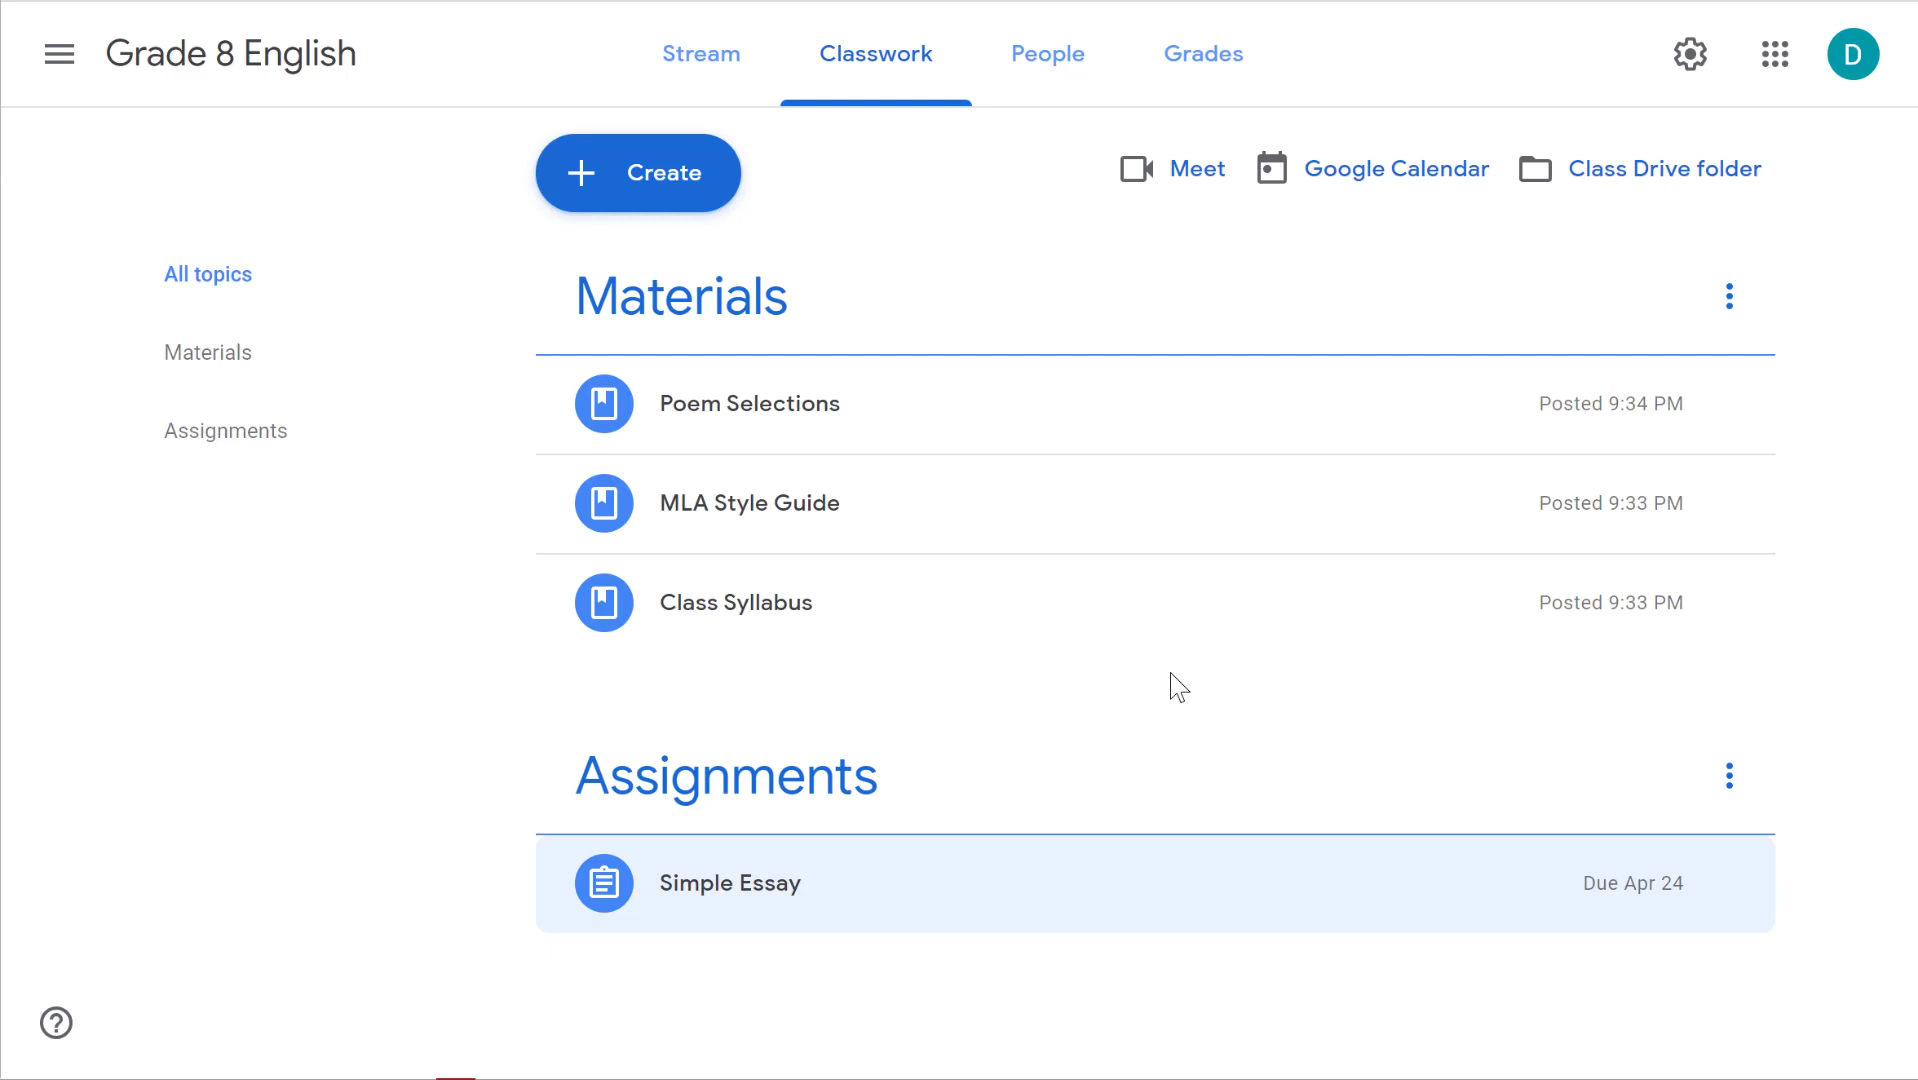 Grade 8 English
Stream
Classwork
People
Grades
D
Create
Meet
Google Calendar
Class Drive folder
All topics
Materials
Assignments
Materials
Poem Selections
Posted 9:34 PM
MLA Style Guide
Posted 9:33 PM
Class Syllabus
Posted 9:33 PM
Assignments
Simple Essay
Due Apr 24